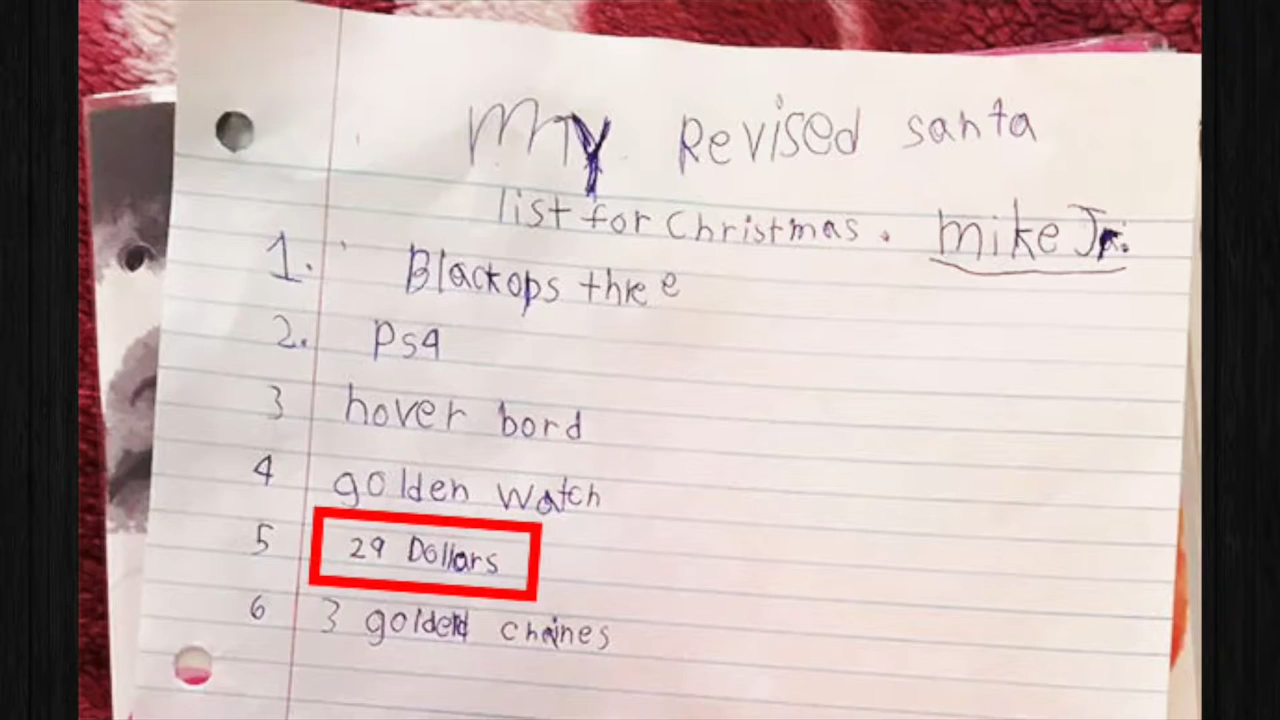 My Revised santa
list for Christmas. mike Jr.
1. Blackops three
2. Ps4
3 hover bord
4 golden watch
5 29 Dollars
6 3 golden chaines